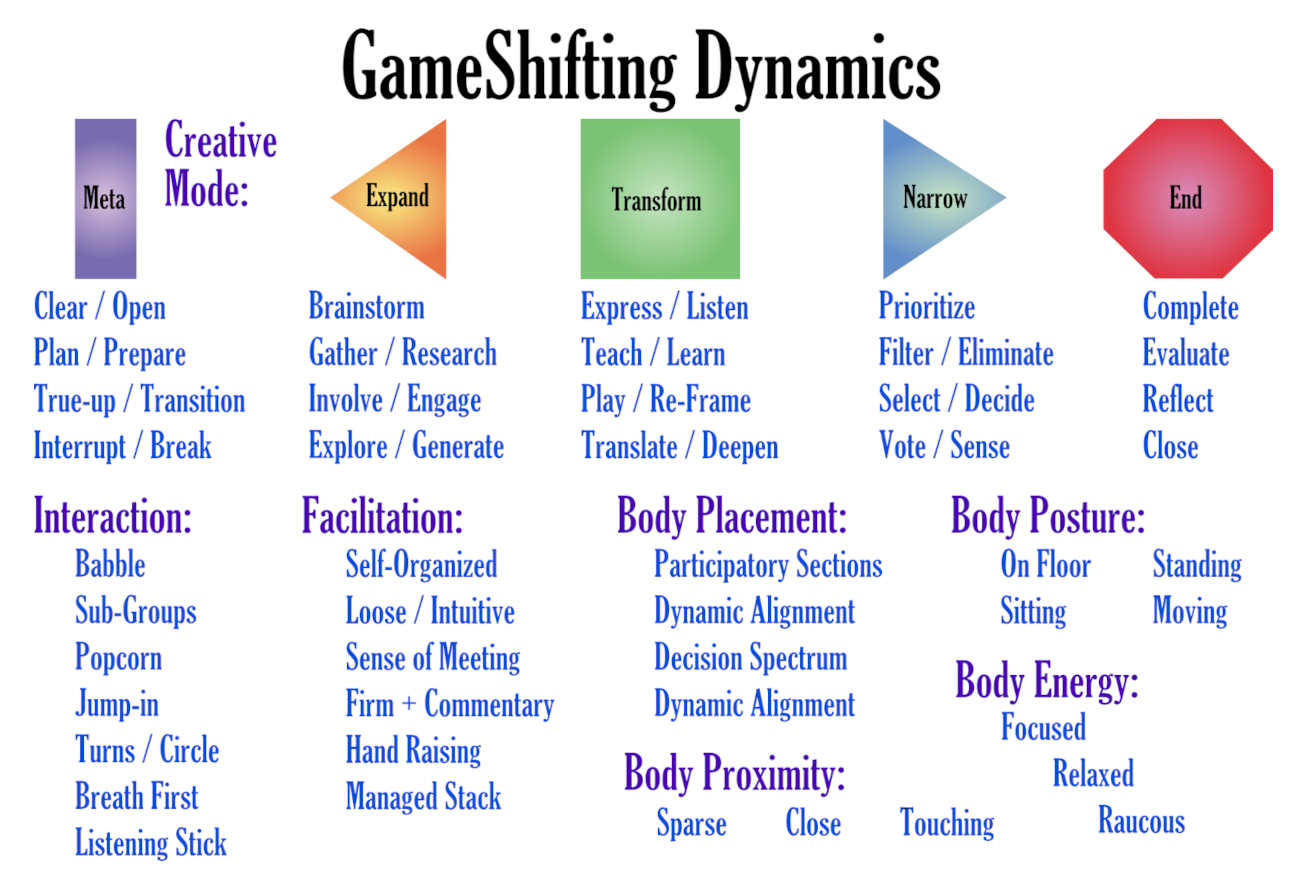 GameShifting Dynamics
Meta
Creative
Mode:
Expand
Transform
Narrow
End
Clear / Open
Plan / Prepare
True-up / Transition
Interrupt / Break
Brainstorm
Gather / Research
Involve / Engage
Explore / Generate
Express / Listen
Teach / Learn
Play / Re-Frame
Translate / Deepen
Prioritize
Filter / Eliminate
Select / Decide
Vote / Sense
Complete
Evaluate
Reflect
Close
Interaction:
Babble
Sub-Groups
Popcorn
Jump-in
Turns / Circle
Breath First
Listening Stick
Facilitation:
Self-Organized
Loose / Intuitive
Sense of Meeting
Firm + Commentary
Hand Raising
Managed Stack
Body Placement:
Participatory Sections
Dynamic Alignment
Decision Spectrum
Dynamic Alignment
Body Proximity:
Sparse Close Touching
Body Posture:
On Floor Standing
Sitting Moving
Body Energy:
Focused
Relaxed
Raucous